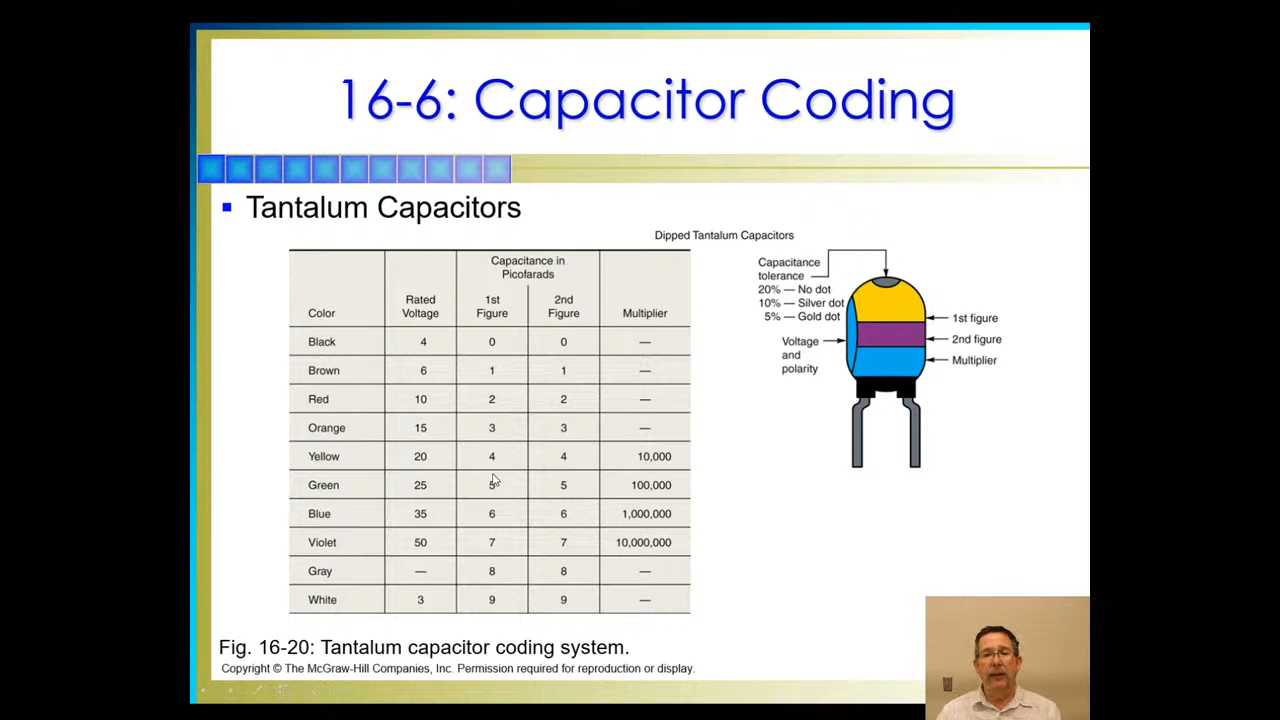 16-6: Capacitor Coding
Tantalum Capacitors
Dipped Tantalum Capacitors
Color
Rated
Voltage
Capacitance in
Picofarads
1st
Figure
2nd
Figure
Multiplier
Black 4 0 0 —
Brown 6 1 1 —
Red 10 2 2 —
Orange 15 3 3 —
Yellow 20 4 4 10,000
Green 25 5 5 100,000
Blue 35 6 6 1,000,000
Violet 50 7 7 10,000,000
Gray — 8 8 —
White 3 9 9 —
Capacitance
tolerance
20% — No dot
10% — Silver dot
5% — Gold dot
Voltage
and
polarity
1st figure
2nd figure
Multiplier
Fig. 16-20: Tantalum capacitor coding system.
Copyright © The McGraw-Hill Companies, Inc. Permission required for reproduction or display.